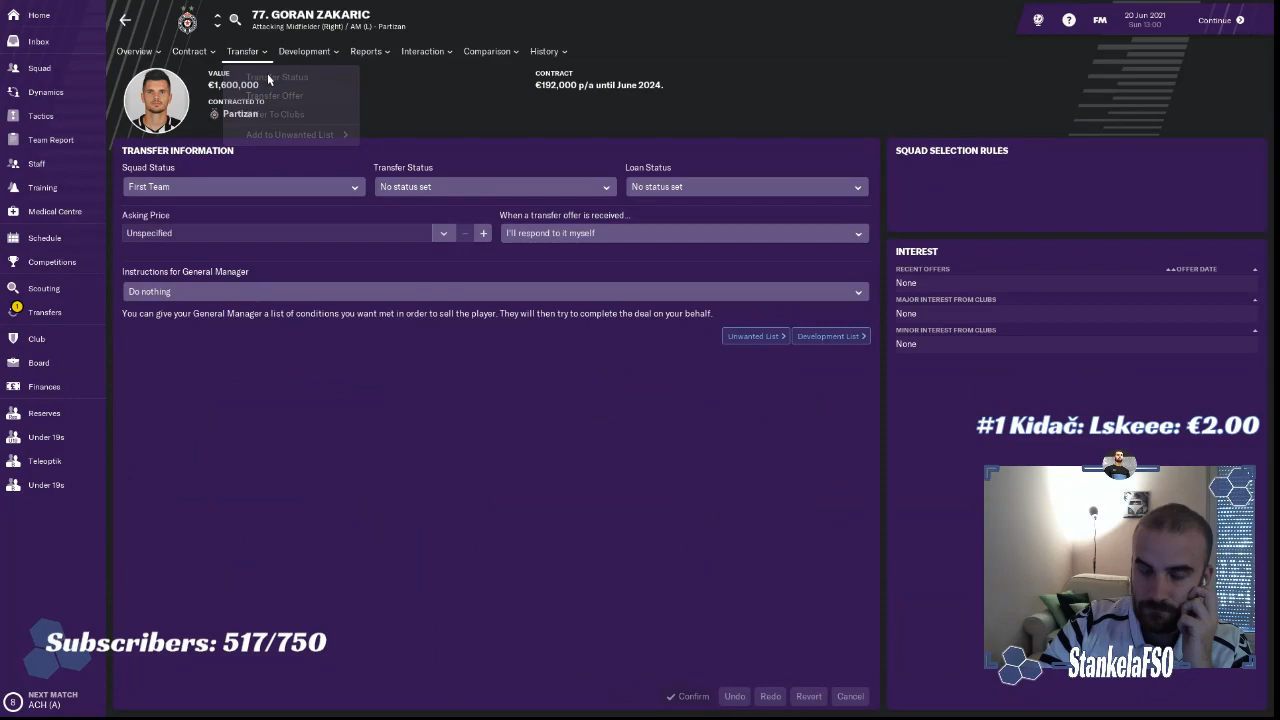 Home
Inbox
Squad
Dynamics
Tactics
Team Report
Staff
Training
Medical Centre
Schedule
Competitions
Scouting
1
Transfers
Club
Board
Finances
Reserves
Under 19s
Teleoptik
Under 19s
8
NEXT MATCH
ACH (A)
77. GORAN ZAKARIC
Attacking Midfielder (Right) / AM (L) - Partizan
? FM 20 Jun 2021
Sun 13:00
Continue
Overview Contract Transfer Development Reports Interaction Comparison History
VALUE
€1,600,000
CONTRACTED TO
Partizan
Transfer Status
Transfer Offer
To Clubs
Add to Unwanted List
CONTRACT
€192,000 p/a until June 2024.
TRANSFER INFORMATION
Squad Status Transfer Status Loan Status
First Team No status set No status set
Asking Price When a transfer offer is received...
Unspecified I'll respond to it myself
Instructions for General Manager
Do nothing
You can give your General Manager a list of conditions you want met in order to sell the player. They will then try to complete the deal on your behalf.
Unwanted List Development List
Confirm Undo Redo Revert Cancel
SQUAD SELECTION RULES
INTEREST
RECENT OFFERS OFFER DATE
None
MAJOR INTEREST FROM CLUBS
None
MINOR INTEREST FROM CLUBS
None
#1 Kidač: Lskeee: €2.00
Subscribers: 517/750
StankelaFSO